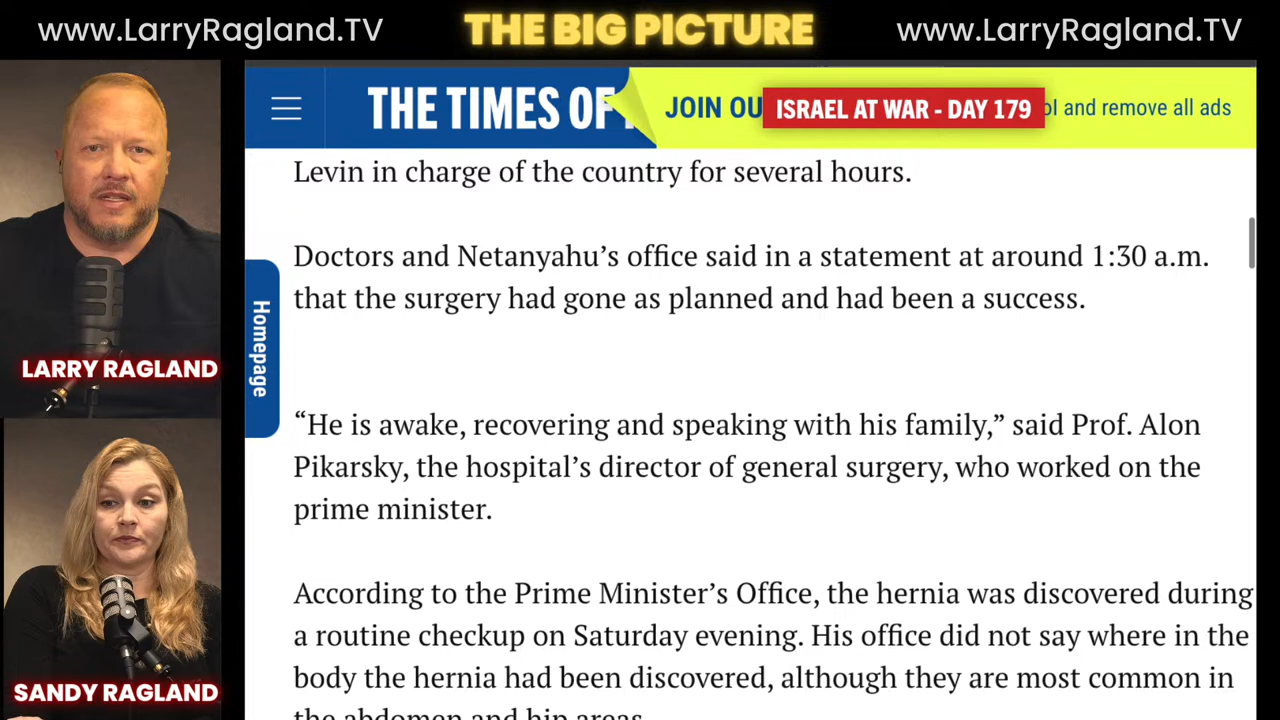 www.LarryRagland.TV
THE BIG PICTURE
www.LarryRagland.TV
THE TIMES OF
JOIN OU
ISRAEL AT WAR - DAY 179
and remove all ads
Levin in charge of the country for several hours.
Doctors and Netanyahu’s office said in a statement at around 1:30 a.m.
that the surgery had gone as planned and had been a success.
Homepage
“He is awake, recovering and speaking with his family,” said Prof. Alon
Pikarsky, the hospital’s director of general surgery, who worked on the
prime minister.
According to the Prime Minister’s Office, the hernia was discovered during
a routine checkup on Saturday evening. His office did not say where in the
body the hernia had been discovered, although they are most common in
the abdomen and hip areas.
LARRY RAGLAND
SANDY RAGLAND